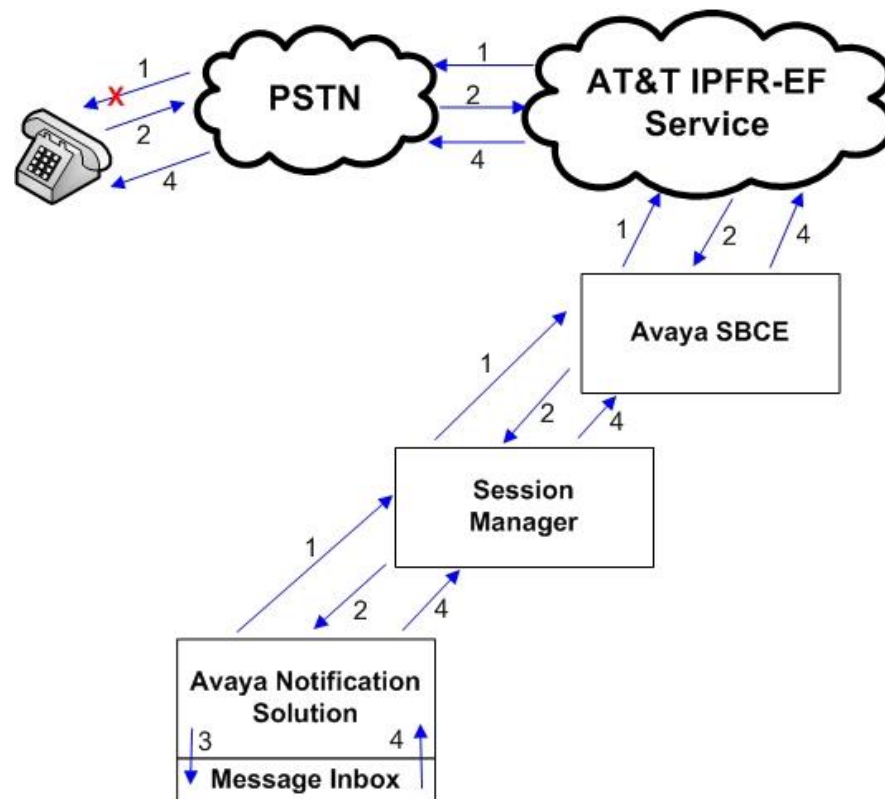 1
PSTN
1
AT&T IPFR-EF
Service
x
2
2
4
4
1
2
4
Avaya SBCE
1
2
4
Session
Manager
1
2
4
Avaya Notification
Solution
3
4
Message Inbox